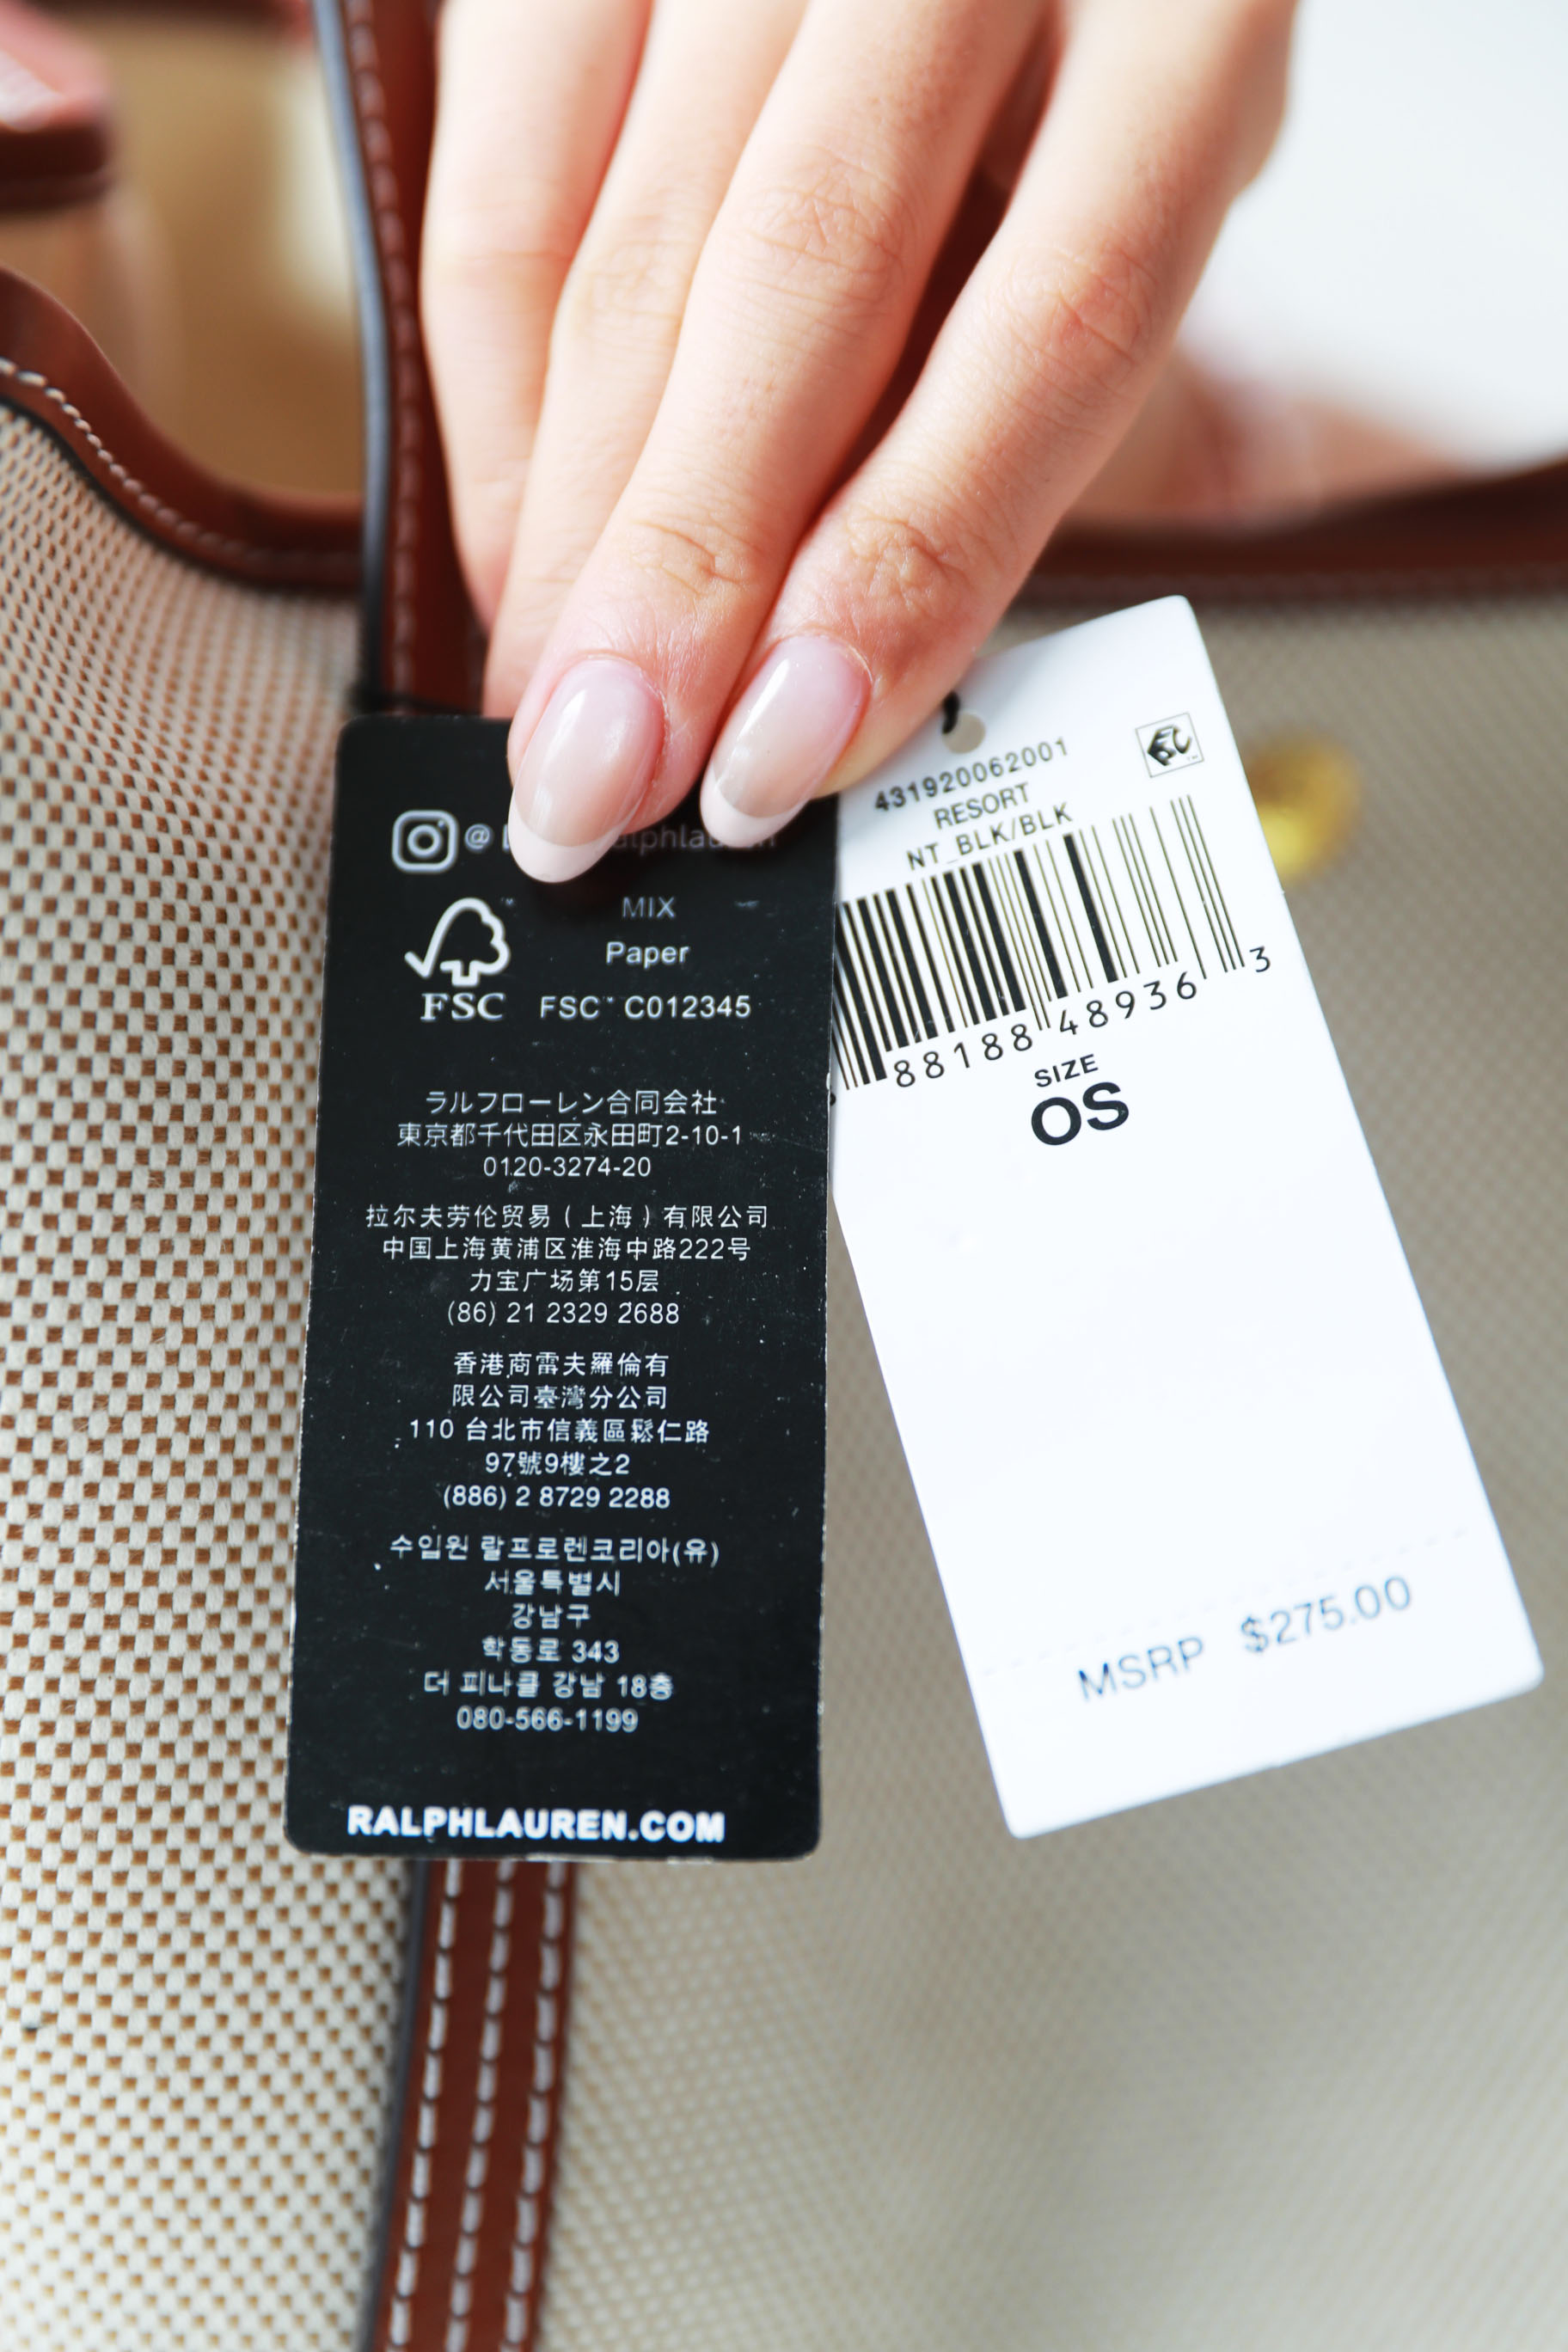 @
MIX
Paper
FSC FSC™ C012345
ラルフローレン合同会社
東京都千代田区永田町2-10-1
0120-3274-20
拉尔夫劳伦贸易（上海）有限公司
中国上海黄浦区淮海中路222号
力宝广场第15层
(86) 21 2329 2688
香港商雷夫羅倫有
限公司臺灣分公司
110 台北市信義區鬆仁路
97號9樓之2
(886) 2 8729 2288
수입원 랄프로렌코리아(유)
서울특별시
강남구
학동로 343
더 피나클 강남 18층
080-566-1199
RALPHLAUREN.COM
431920062001
RESORT
NT_BLK/BLK
88188 48936 3
SIZE
OS
MSRP $275.00